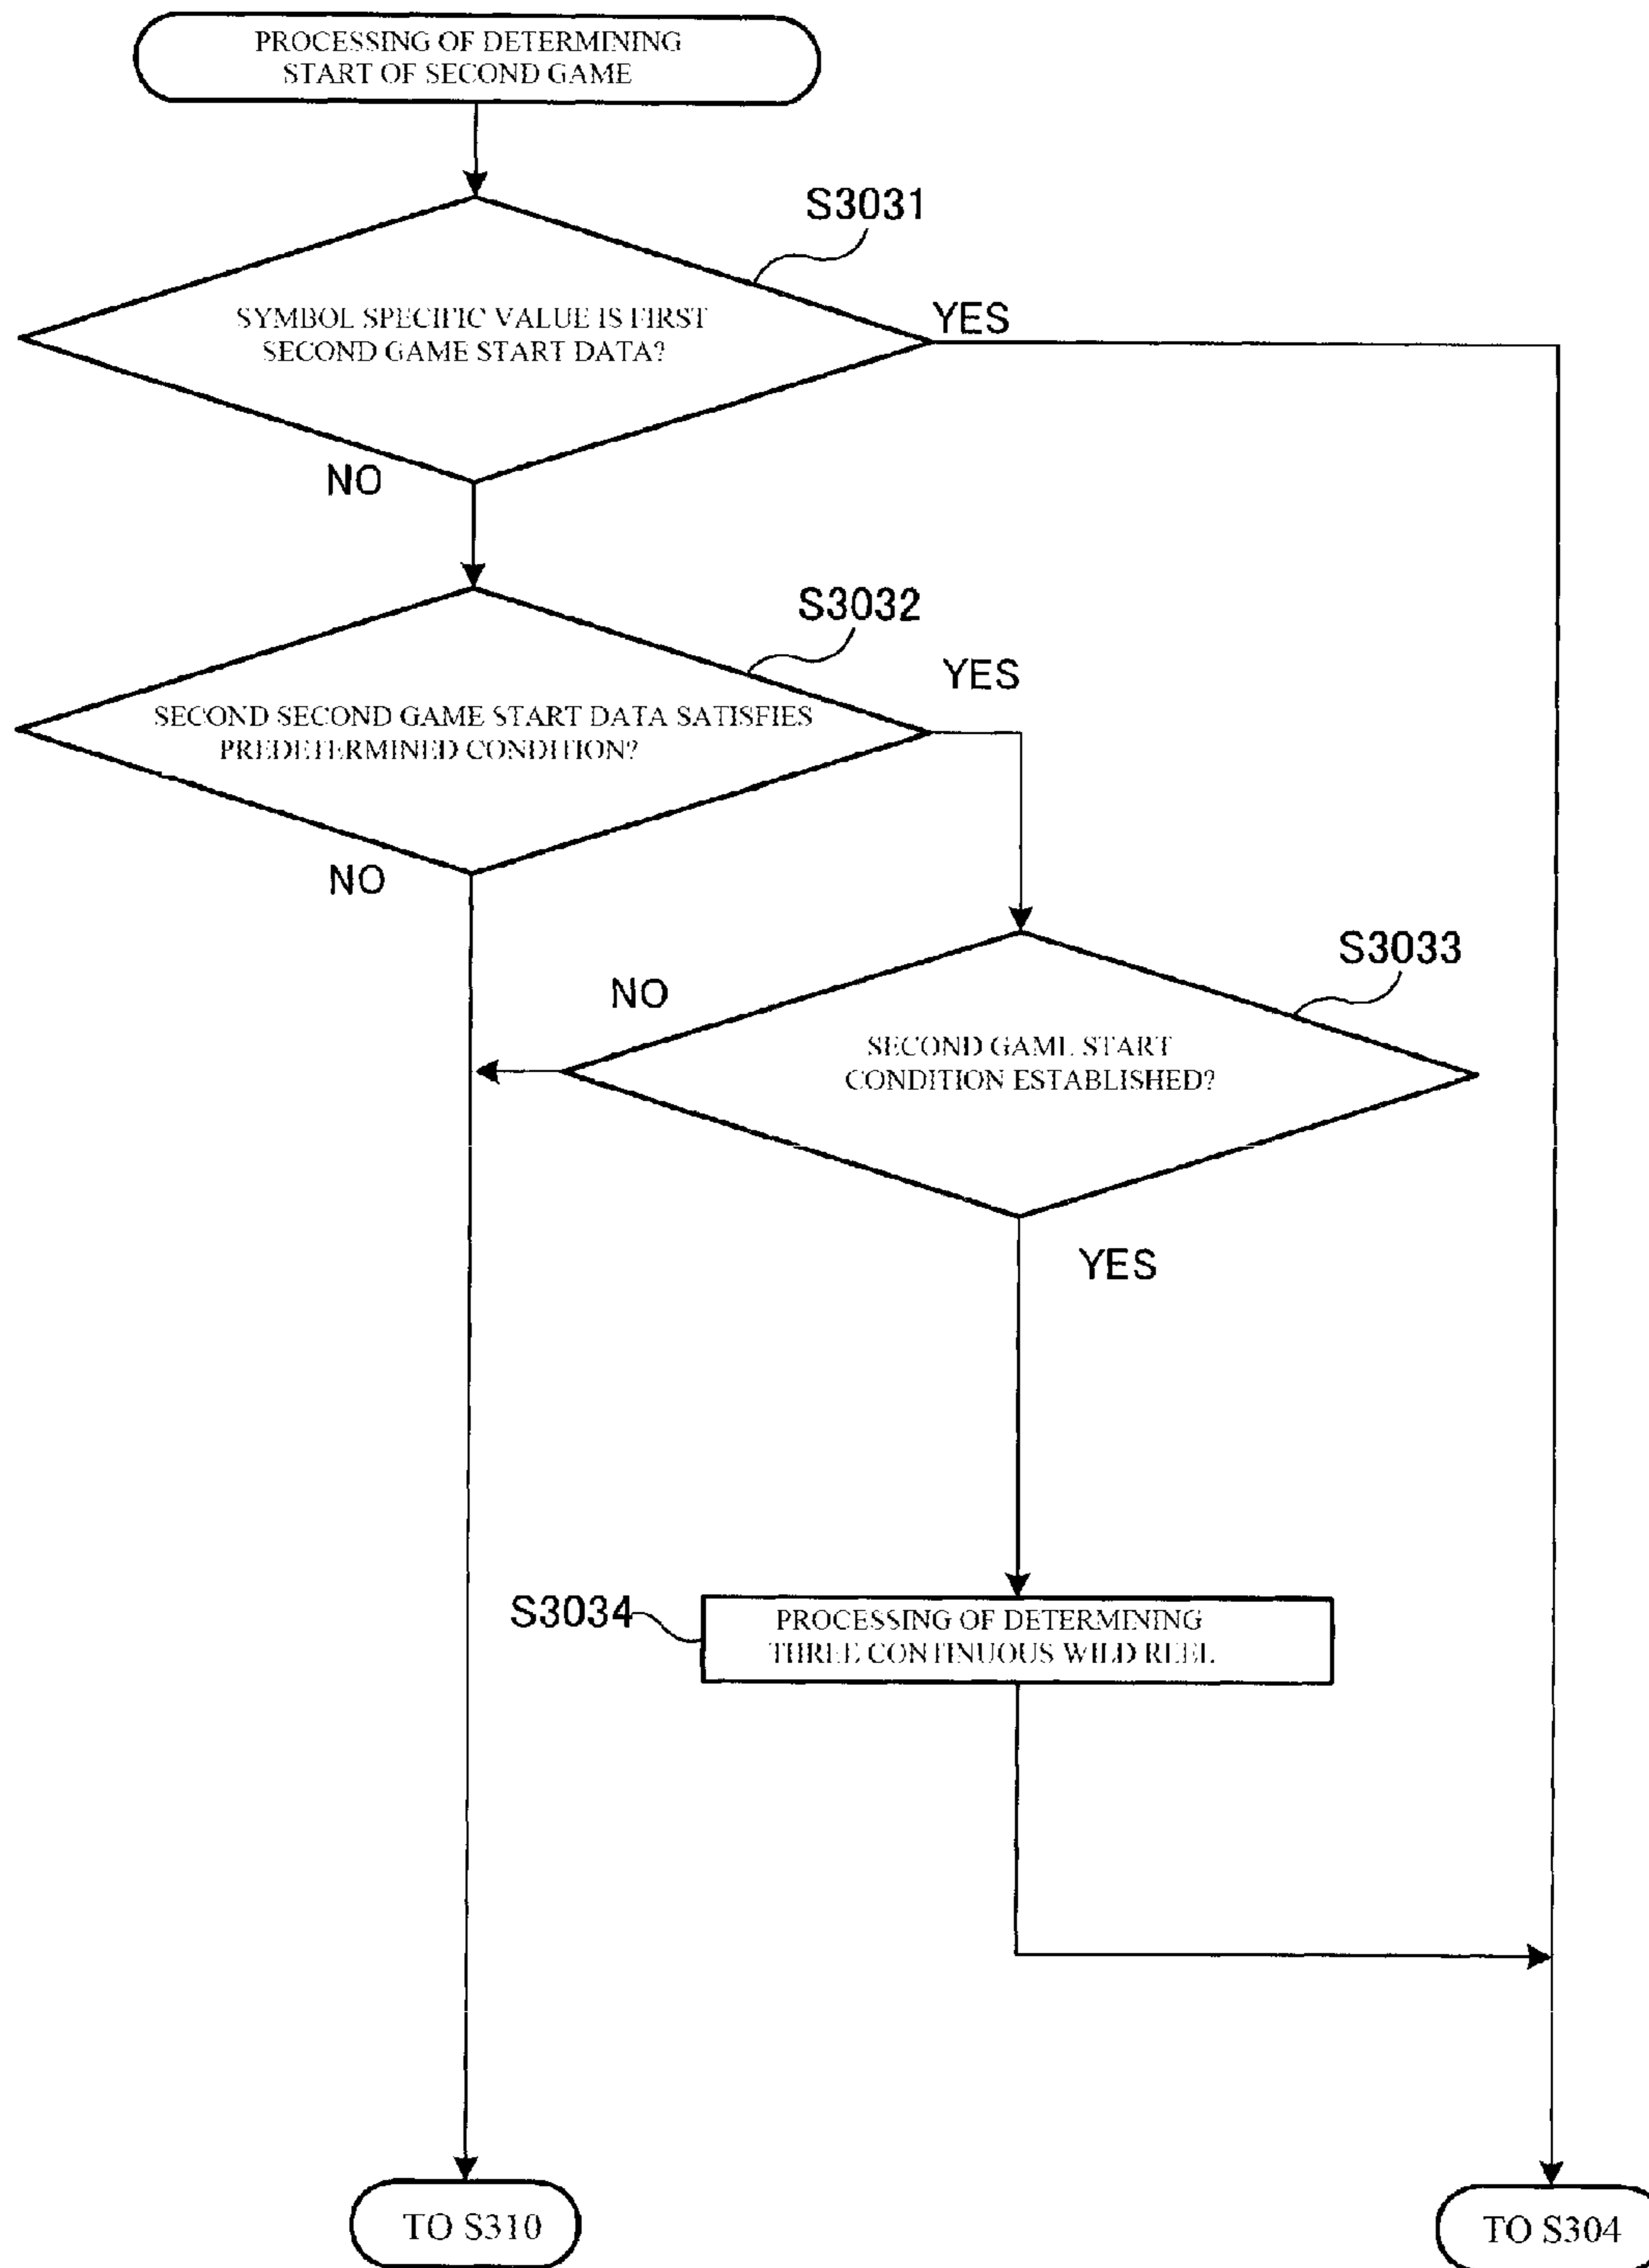 PROCESSING OF DETERMINING
START OF SECOND GAME
S3031
SYMBOL SPECIFIC VALUE IS FIRST
SECOND GAME START DATA?
YES
NO
S3032
YES
SECOND SECOND GAME START DATA SATISFIES
PREDETERMINED CONDITION?
NO
S3033
NO
SECOND GAME START
CONDITION ESTABLISHED?
YES
S3034
PROCESSING OF DETERMINING
THREE CONTINUOUS WILD REEL
TO S310
TO S304